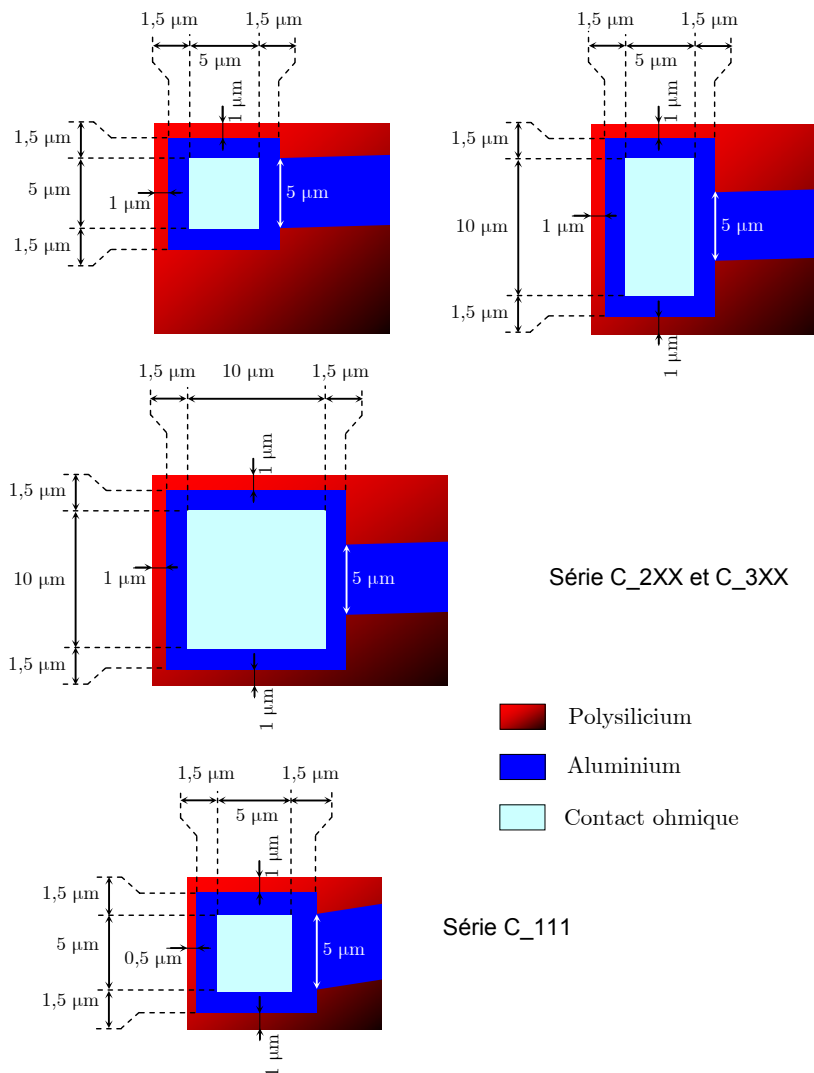 1,5 µm 1,5 µm
5 µm
1 µm
1,5 µm
5 µm
1 µm
5 µm
1,5 µm
1,5 µm 1,5 µm
5 µm
1 µm
1,5 µm
10 µm
1 µm
5 µm
1,5 µm
1 µm
1,5 µm 10 µm 1,5 µm
1 µm
1,5 µm
10 µm
1 µm
5 µm
1,5 µm
1 µm
Série C_2XX et C_3XX
Polysilicium
Aluminium
Contact ohmique
1,5 µm 1,5 µm
5 µm
1 µm
1,5 µm
5 µm
0,5 µm
5 µm
1,5 µm
1 µm
Série C_111